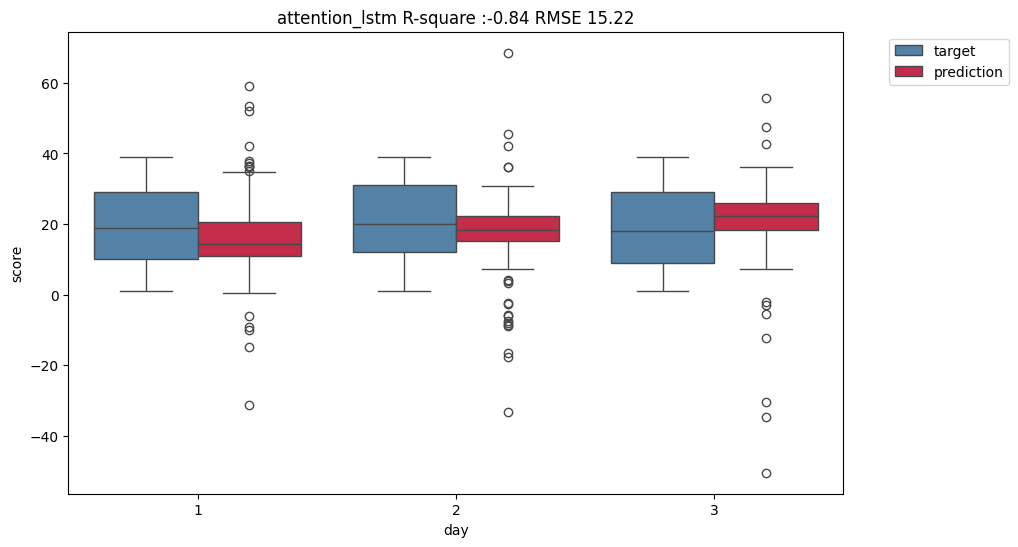 attention_lstm R-square :-0.84 RMSE 15.22
target
prediction
60
40
20
0
−20
−40
score
1
2
3
day